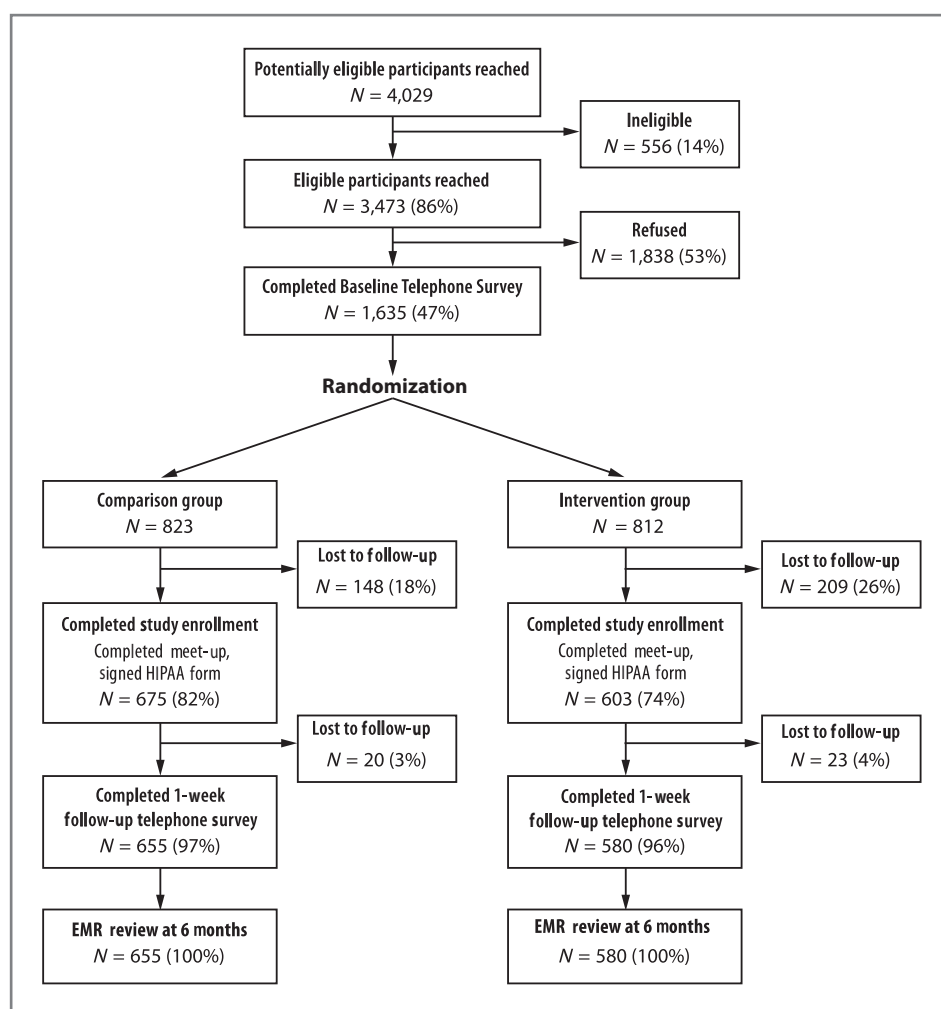 Potentially eligible participants reached
N = 4,029
Ineligible
N = 556 (14%)
Eligible participants reached
N = 3,473 (86%)
Refused
N = 1,838 (53%)
Completed Baseline Telephone Survey
N = 1,635 (47%)
Randomization
Comparison group
N = 823
Lost to follow-up
N = 148 (18%)
Completed study enrollment
Completed meet-up,
signed HIPAA form
N = 675 (82%)
Lost to follow-up
N = 20 (3%)
Completed 1-week
follow-up telephone survey
N = 655 (97%)
EMR review at 6 months
N = 655 (100%)
Intervention group
N = 812
Lost to follow-up
N = 209 (26%)
Completed study enrollment
Completed meet-up,
signed HIPAA form
N = 603 (74%)
Lost to follow-up
N = 23 (4%)
Completed 1-week
follow-up telephone survey
N = 580 (96%)
EMR review at 6 months
N = 580 (100%)